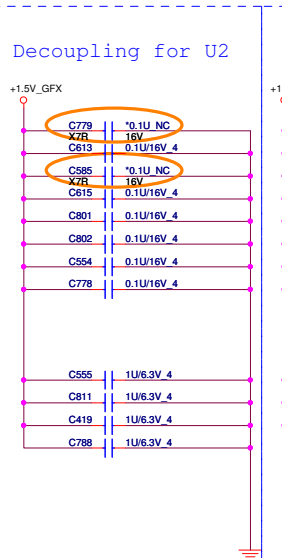 Decoupling for U2
+1.5V_GFX
+1
C779 *0.1U_NC
X7R 16V
C613 0.1U/16V_4
C585 *0.1U_NC
X7R 16V
C615 0.1U/16V_4
C801 0.1U/16V_4
C802 0.1U/16V_4
C554 0.1U/16V_4
C778 0.1U/16V_4
C555 1U/6.3V_4
C811 1U/6.3V_4
C419 1U/6.3V_4
C788 1U/6.3V_4